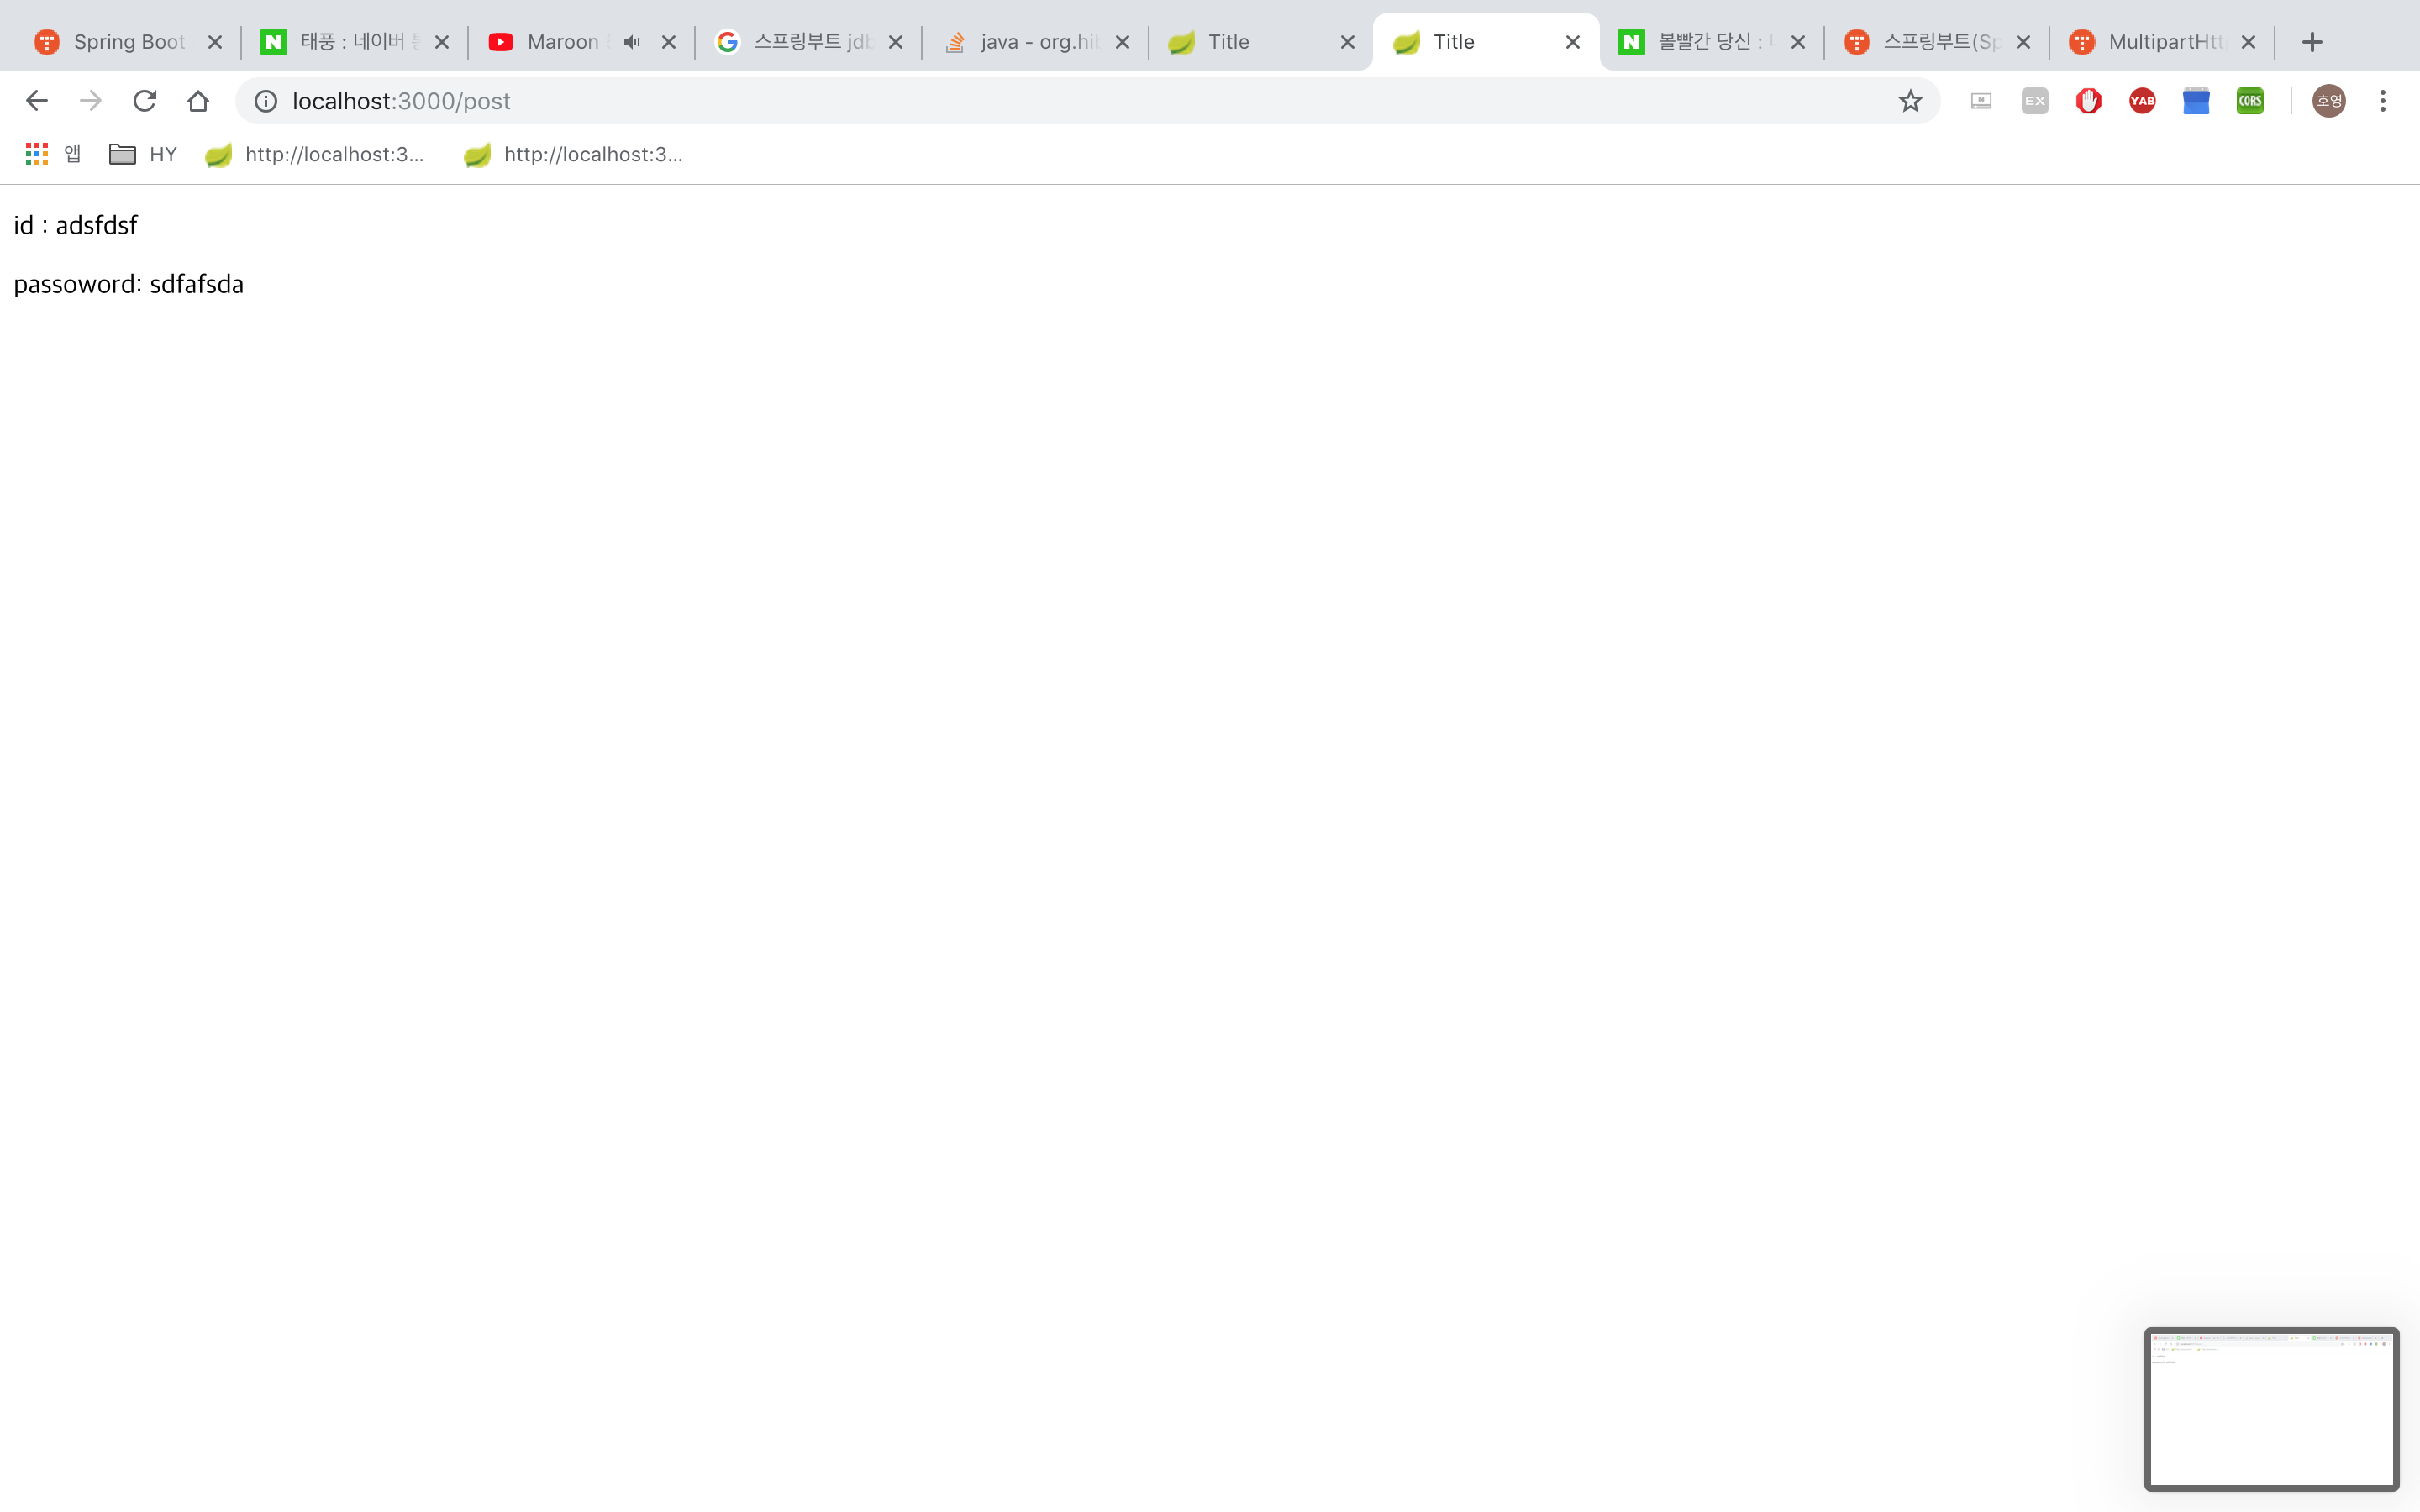 Spring Boot
태풍 : 네이버
Maroon
스프링부트 jdb
java - org.hib
Title
Title
볼빨간 당신 :
스프링부트(Sp
MultipartHtt
localhost:3000/post
EX
YAB
CORS
호영
앱
HY
http://localhost:3...
http://localhost:3...
id : adsfdsf
passoword: sdfafsda